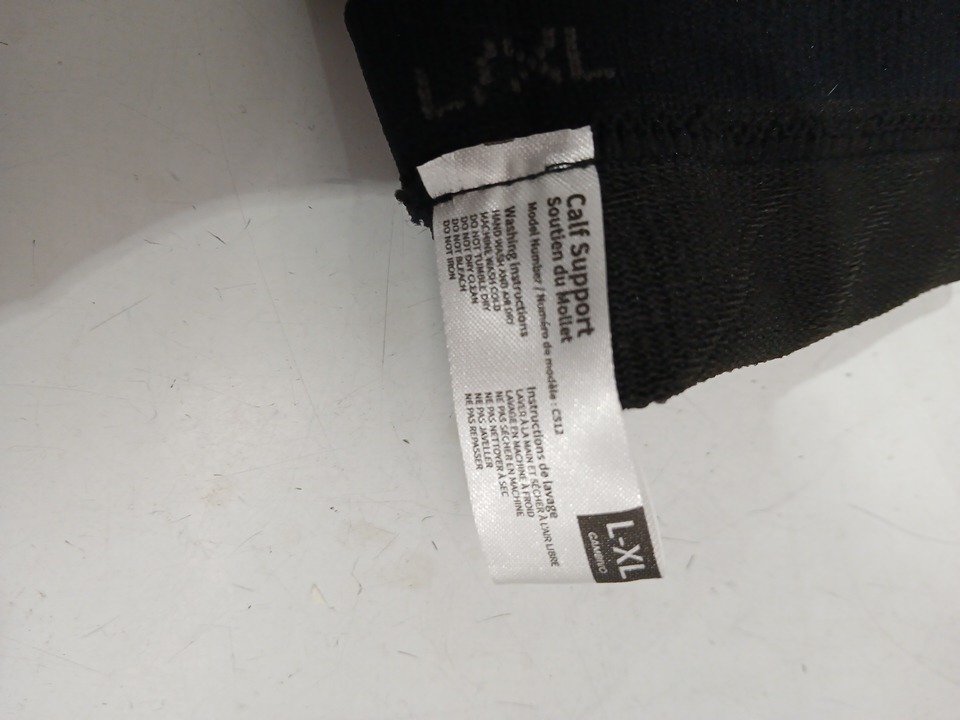 L/XL
Calf Support
Soutien du Mollet
Model Number / Numéro de modèle : CS12
Washing Instructions
HAND WASH AND AIR DRY
MACHINE WASH COLD
DO NOT TUMBLE DRY
DO NOT DRY CLEAN
DO NOT BLEACH
DO NOT IRON
Instructions de lavage
LAVER À LA MAIN ET SÉCHER À L'AIR LIBRE
LAVAGE EN MACHINE À FROID
NE PAS SÉCHER EN MACHINE
NE PAS NETTOYER À SEC
NE PAS JAVELLER
NE PAS REPASSER
L-XL
CAMBIVO